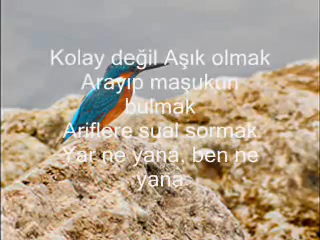 Kolay değil Aşık olmak
Arayıp maşukun
bulmak
Ariflere sual sormak
Yar ne yana, ben ne
yana